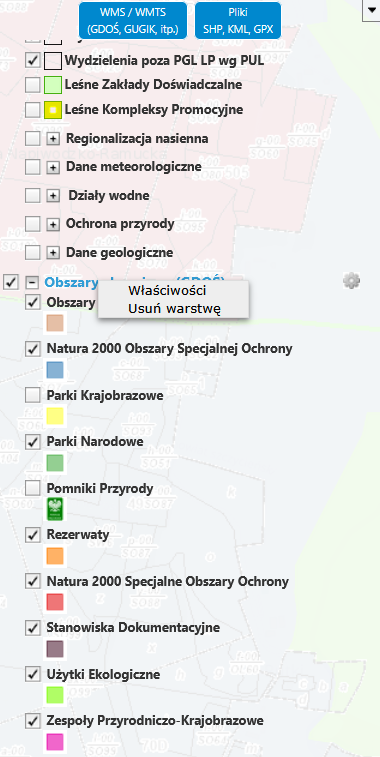 WMS / WMTS
(GDOŚ, GUGIK, itp.)
Pliki
SHP, KML, GPX
Wydzielenia poza PGL LP wg PUL
Leśne Zakłady Doświadczalne
Leśne Kompleksy Promocyjne
Regionalizacja nasienna
Dane meteorologiczne
Działy wodne
Ochrona przyrody
Dane geologiczne
Obszary (GDOŚ)
Właściwości
Usuń warstwę
Obszary
Natura 2000 Obszary Specjalnej Ochrony
Parki Krajobrazowe
Parki Narodowe
Pomniki Przyrody
Rezerwaty
Natura 2000 Specjalne Obszary Ochrony
Stanowiska Dokumentacyjne
Użytki Ekologiczne
Zespoły Przyrodniczo-Krajobrazowe